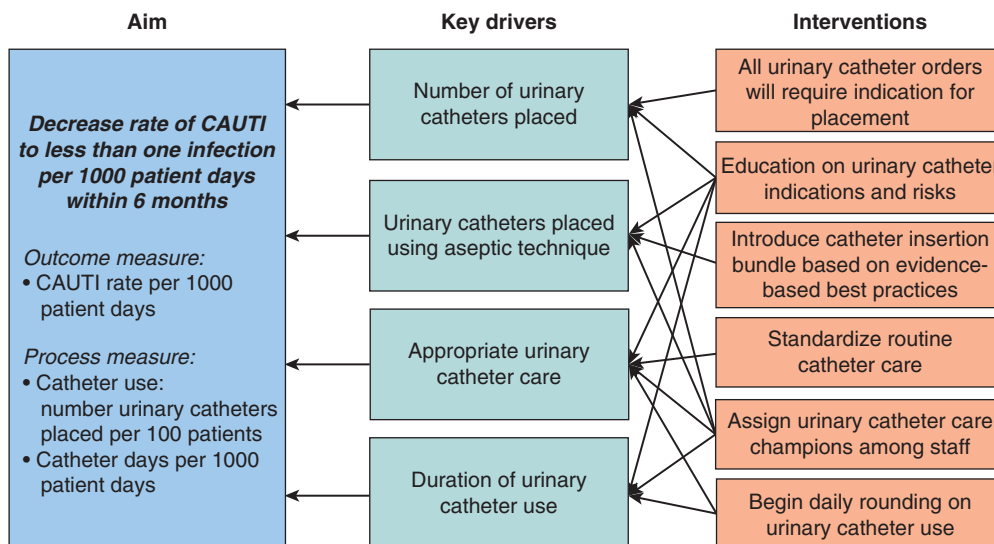 Aim
Decrease rate of CAUTI
to less than one infection
per 1000 patient days
within 6 months
Outcome measure:
• CAUTI rate per 1000
patient days
Process measure:
• Catheter use:
number urinary catheters
placed per 100 patients
• Catheter days per 1000
patient days
Key drivers
Number of urinary
catheters placed
Urinary catheters placed
using aseptic technique
Appropriate urinary
catheter care
Duration of urinary
catheter use
Interventions
All urinary catheter orders
will require indication for
placement
Education on urinary catheter
indications and risks
Introduce catheter insertion
bundle based on evidence-
based best practices
Standardize routine
catheter care
Assign urinary catheter care
champions among staff
Begin daily rounding on
urinary catheter use